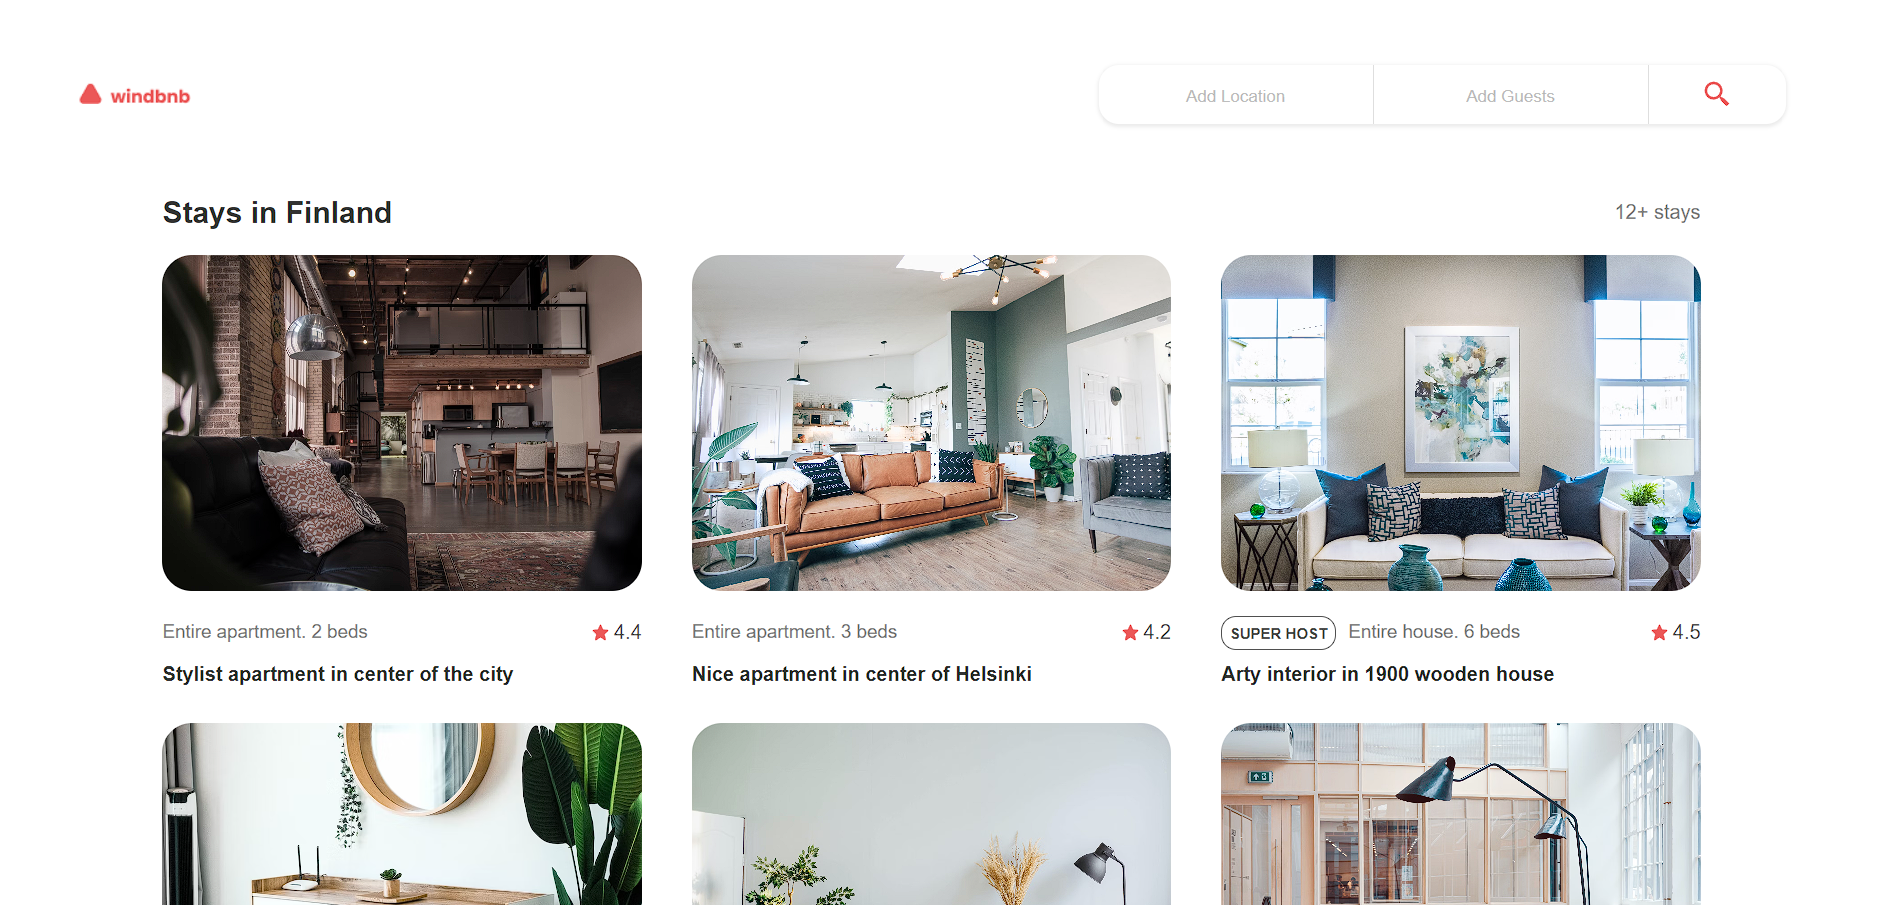 windbnb
Add Location
Add Guests
Stays in Finland
12+ stays
Entire apartment. 2 beds
4.4
Stylist apartment in center of the city
Entire apartment. 3 beds
4.2
Nice apartment in center of Helsinki
SUPER HOST
Entire house. 6 beds
4.5
Arty interior in 1900 wooden house